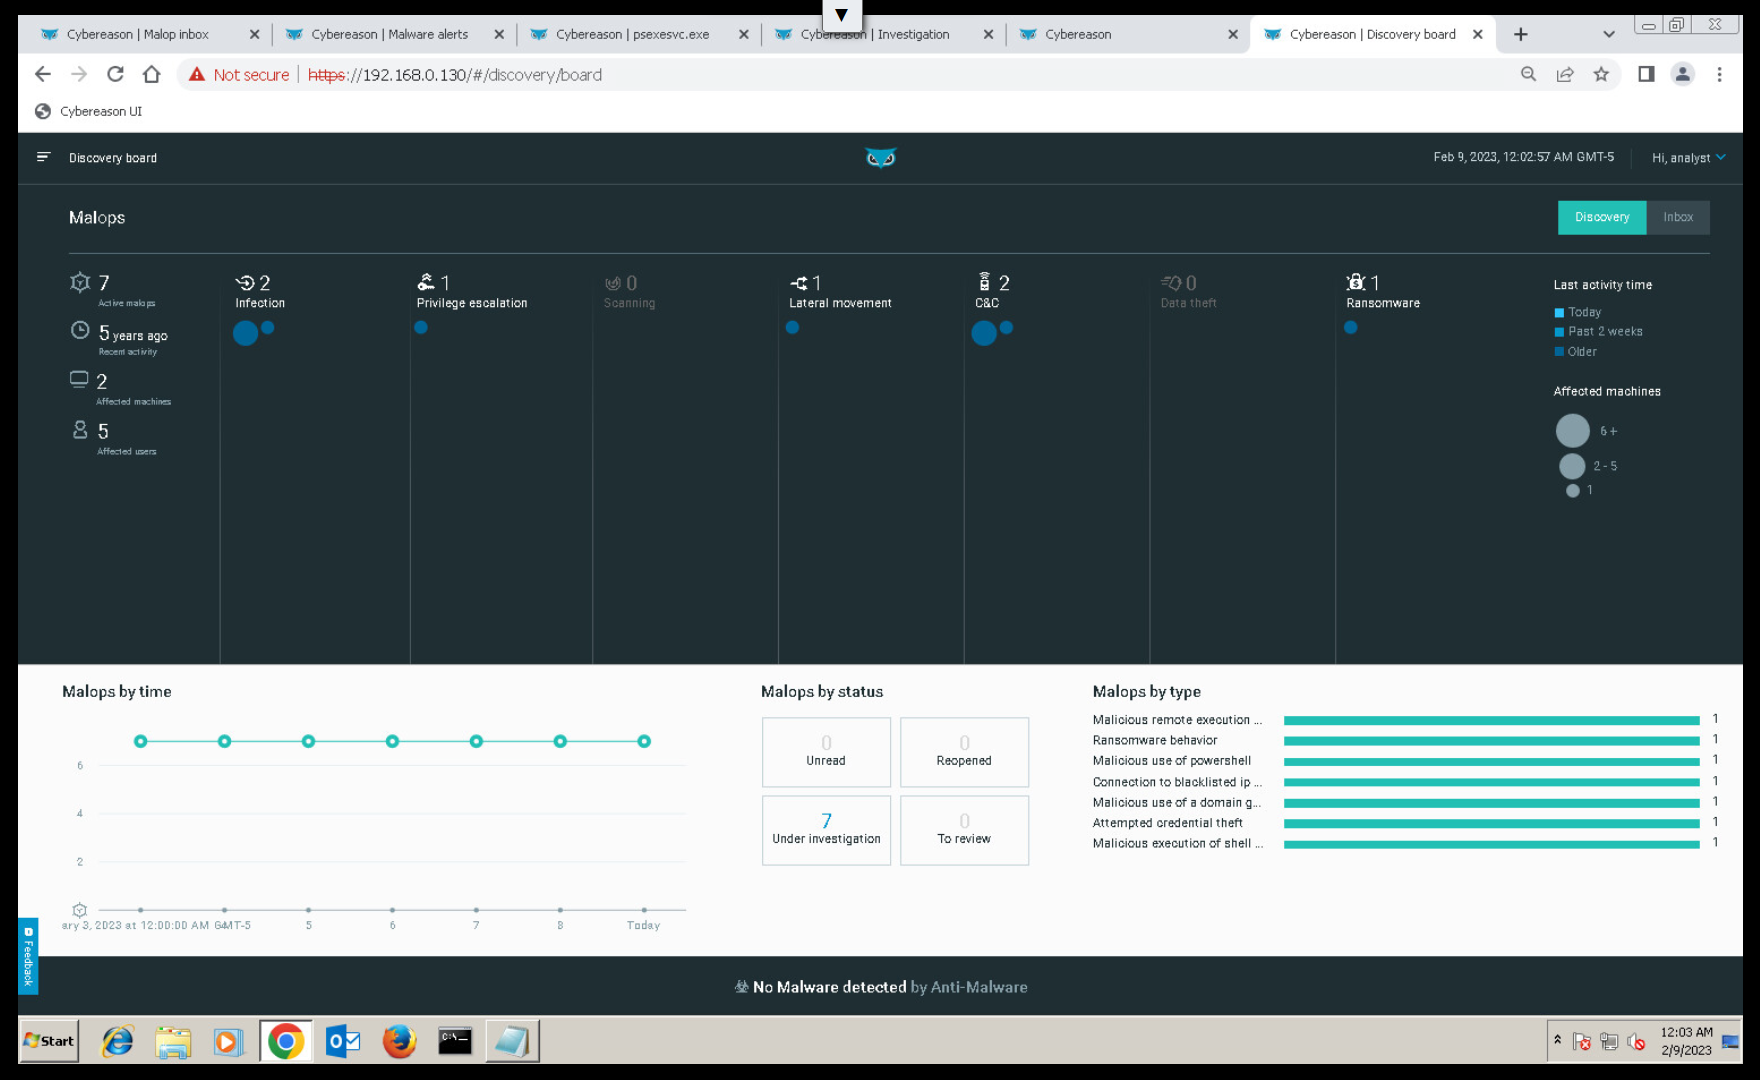 ▼
Cybereason | Malop inbox
Cybereason | Malware alerts
Cybereason | psexesvc.exe
Cybereason | Investigation
Cybereason
Cybereason | Discovery board
Not secure | https://192.168.0.130/#/discovery/board
Cybereason UI
Discovery board
Feb 9, 2023, 12:02:57 AM GMT-5
Hi, analyst
Malops
Discovery
Inbox
7
Active malops
5 years ago
Recent activity
2
Affected machines
5
Affected users
2
Infection
1
Privilege escalation
0
Scanning
1
Lateral movement
2
C&C
0
Data theft
1
Ransomware
Last activity time
Today
Past 2 weeks
Older
Affected machines
6 +
2 - 5
1
Malops by time
6
4
2
ary 3, 2023 at 12:00:00 AM GMT-5
4
5
6
7
8
Today
Malops by status
0
Unread
0
Reopened
7
Under investigation
0
To review
Malops by type
Malicious remote execution ... 1
Ransomware behavior 1
Malicious use of powershell 1
Connection to blacklisted ip ... 1
Malicious use of a domain g... 1
Attempted credential theft 1
Malicious execution of shell ... 1
Feedback
No Malware detected by Anti-Malware
Start
C:\_
12:03 AM
2/9/2023